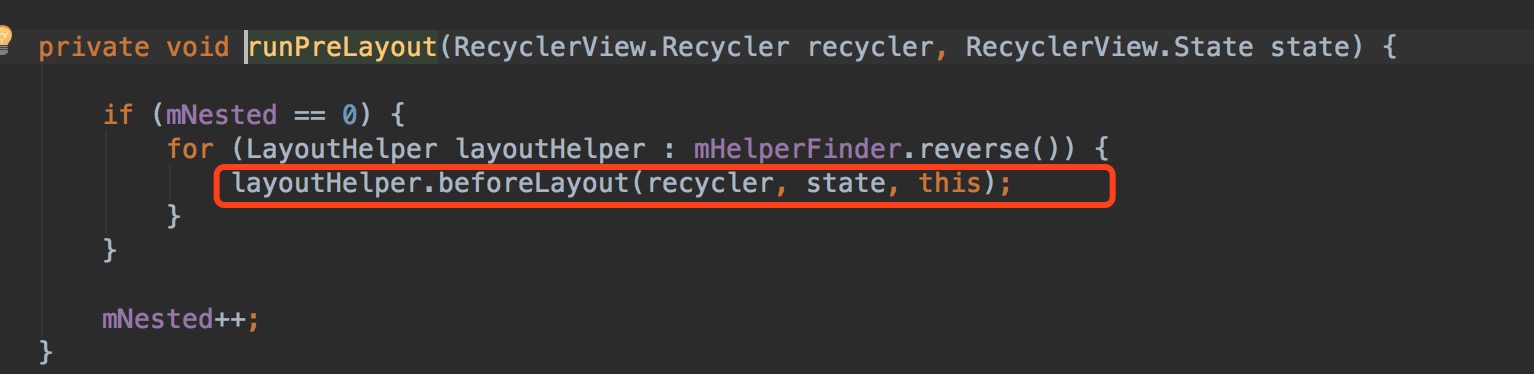 private void runPreLayout(RecyclerView.Recycler recycler, RecyclerView.State state) {
if (mNested == 0) {
for (LayoutHelper layoutHelper : mHelperFinder.reverse()) {
layoutHelper.beforeLayout(recycler, state, this);
}
}
mNested++;
}